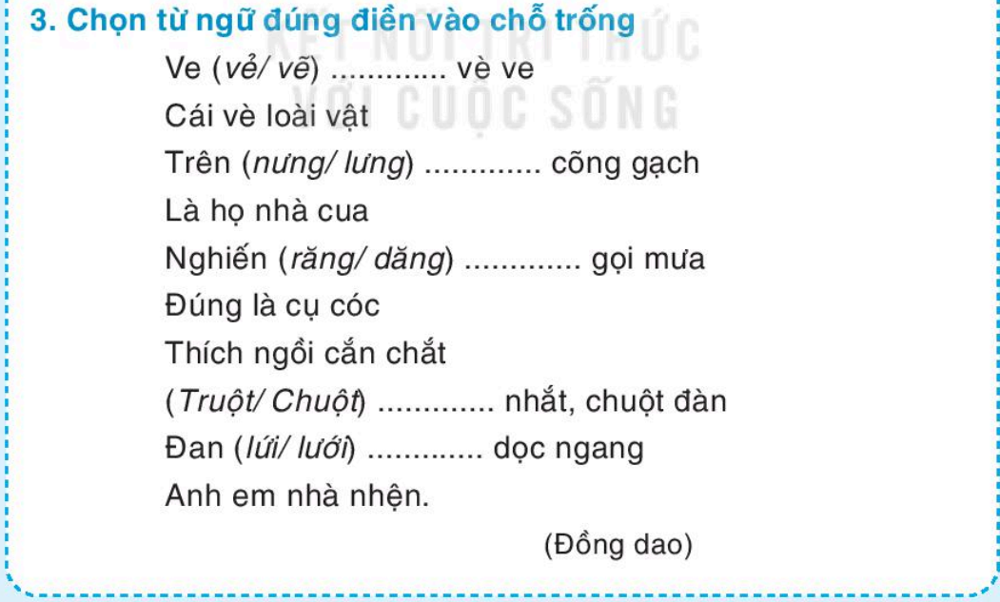 3. Chọn từ ngữ đúng điền vào chỗ trống
KẾT NỐI TRI THỨC
VỚI CUỘC SỐNG
Ve (vẻ/ vẽ) ............. vè ve
Cái vè loài vật
Trên (nưng/ lưng) ............. cõng gạch
Là họ nhà cua
Nghiến (răng/ dăng) ............. gọi mưa
Đúng là cụ cóc
Thích ngồi cắn chắt
(Truột/ Chuột) ............. nhắt, chuột đàn
Đan (lứi/ lưới) ............. dọc ngang
Anh em nhà nhện.
(Đồng dao)